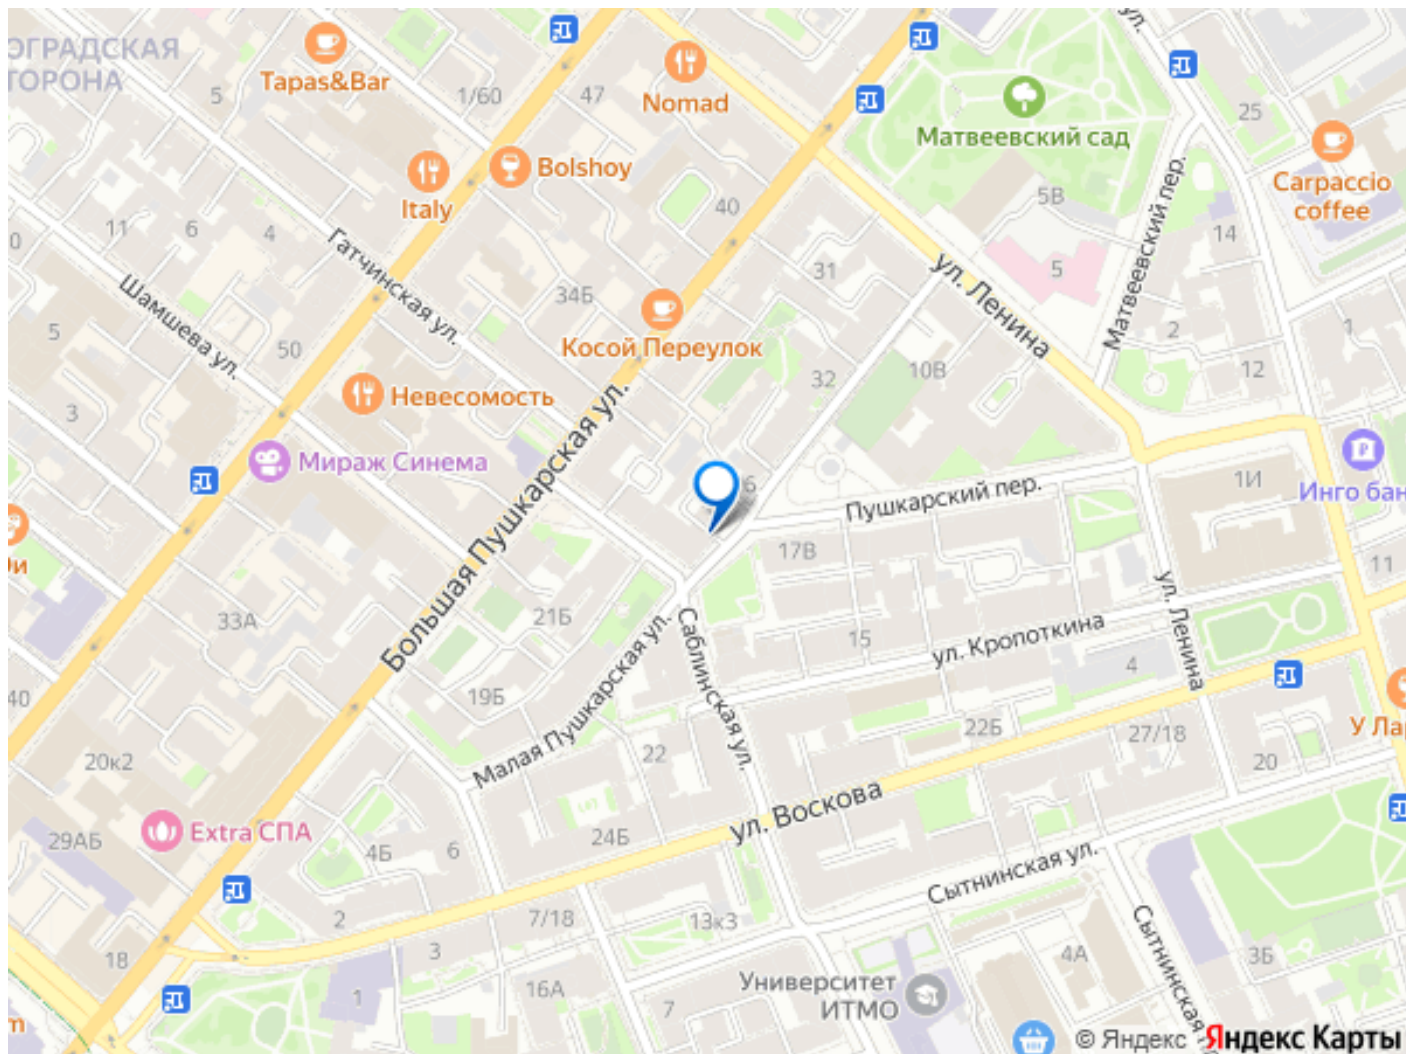 ОГРАДСКАЯ
ТОРОНА
Tapas&Bar
5
1/60
47
Nomad
Матвеевский сад
25
Carpaccio
coffee
Bolshoy
Italy
40
5В
14
5
11
6
4
Гатчинская ул.
Шамшева ул.
34Б
31
ул. Ленина
Матвеевский пер.
2
1
12
5
50
Косой Переулок
32
10В
Невесомость
3
Мираж Синема
Большая Пушкарская ул.
Пушкарский пер.
1И
Инго бан
17В
11
33А
21Б
Саблинская ул.
15
ул. Кропоткина
4
ул. Ленина
40
19Б
Малая Пушкарская ул.
22
22Б
27/18
20
У Ла
20к2
29АБ
Extra СПА
4Б
6
24Б
ул. Воскова
Сытнинская ул.
2
7/18
13к3
3
18
1
16А
7
Университет
ИТМО
4А
3Б
Сытнинская
© Яндекс Яндекс Карты